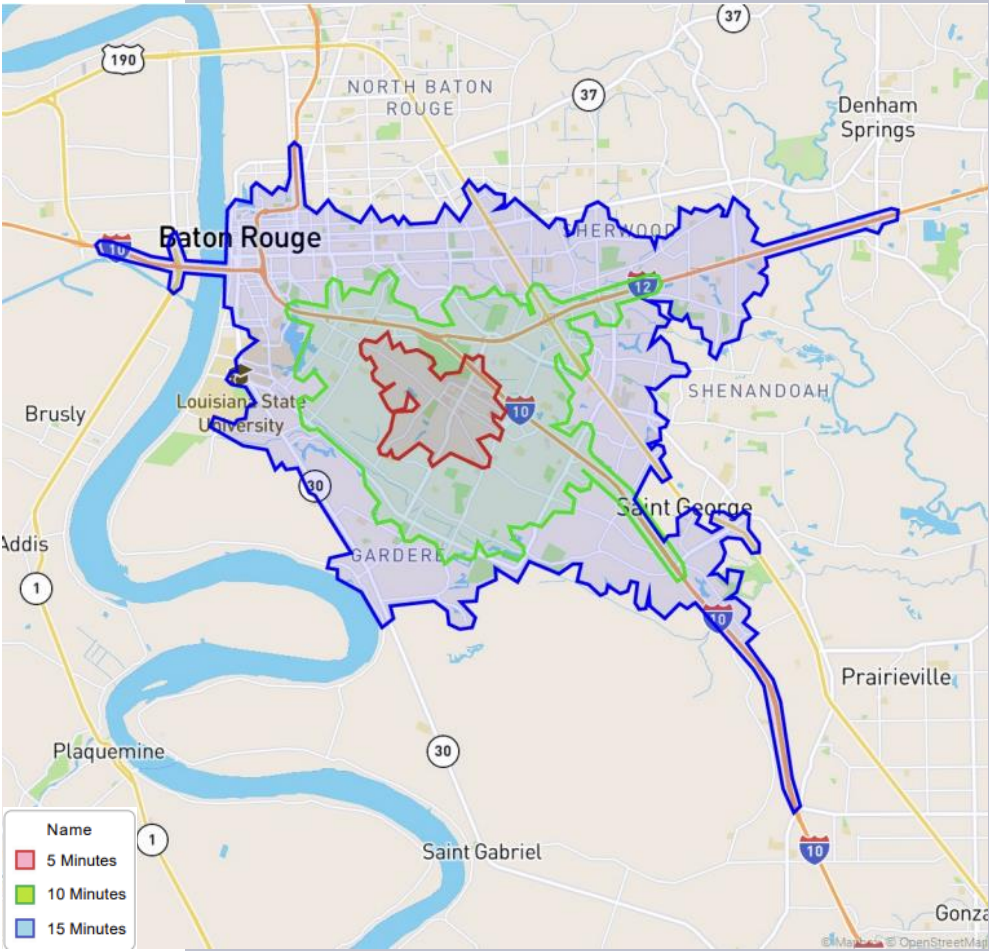 37
190
NORTH BATON
ROUGE
37
Denham
Springs
SHERWOOD
Baton Rouge
10
12
SHENANDOAH
Louisiana State
University
10
Brusly
30
Saint George
Addis
GARDERE
1
10
Prairieville
Plaquemine
30
Name
5 Minutes
10 Minutes
15 Minutes
1
Saint Gabriel
10
Gonza
© OpenStreetMap